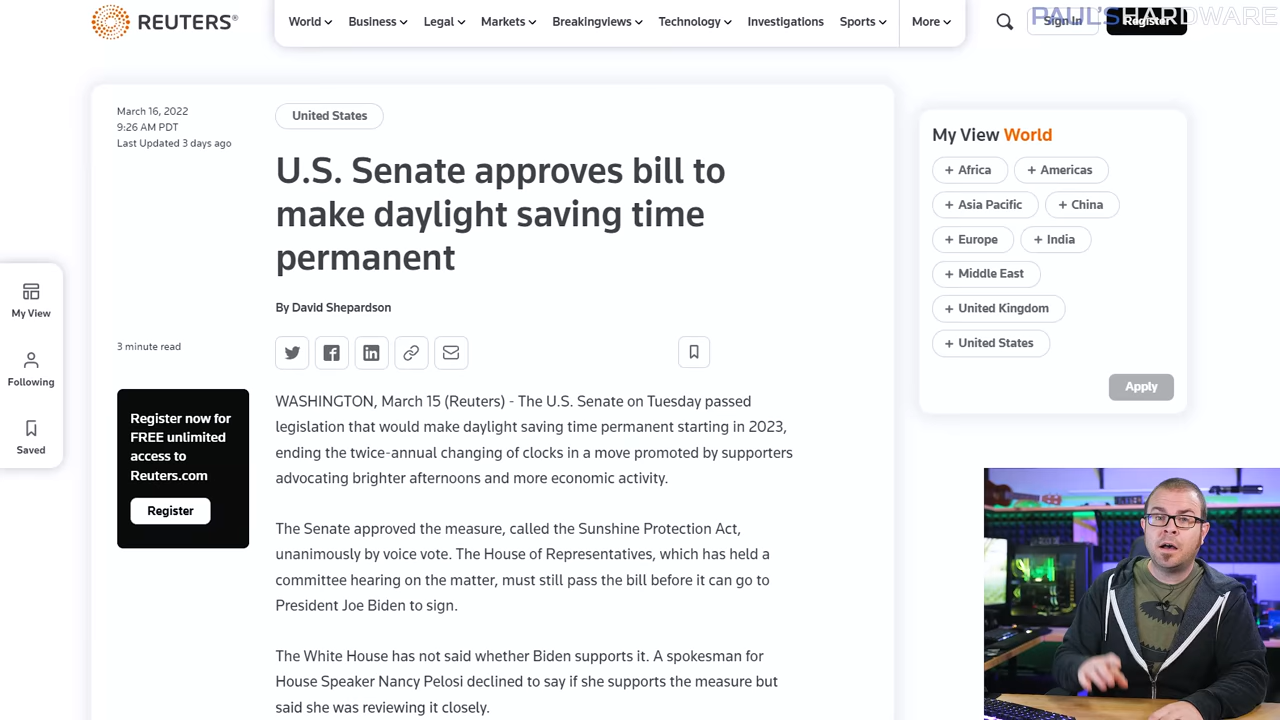 REUTERS®
World
Business
Legal
Markets
Breakingviews
Technology
Investigations
Sports
More
Sign In
Register
PAUL'SHARDWARE
March 16, 2022
9:26 AM PDT
Last Updated 3 days ago
United States
U.S. Senate approves bill to
make daylight saving time
permanent
By David Shepardson
3 minute read
My View
Following
Saved
Register now for
FREE unlimited
access to
Reuters.com
Register
WASHINGTON, March 15 (Reuters) - The U.S. Senate on Tuesday passed
legislation that would make daylight saving time permanent starting in 2023,
ending the twice-annual changing of clocks in a move promoted by supporters
advocating brighter afternoons and more economic activity.
The Senate approved the measure, called the Sunshine Protection Act,
unanimously by voice vote. The House of Representatives, which has held a
committee hearing on the matter, must still pass the bill before it can go to
President Joe Biden to sign.
The White House has not said whether Biden supports it. A spokesman for
House Speaker Nancy Pelosi declined to say if she supports the measure but
said she was reviewing it closely.
My View World
+ Africa
+ Americas
+ Asia Pacific
+ China
+ Europe
+ India
+ Middle East
+ United Kingdom
+ United States
Apply